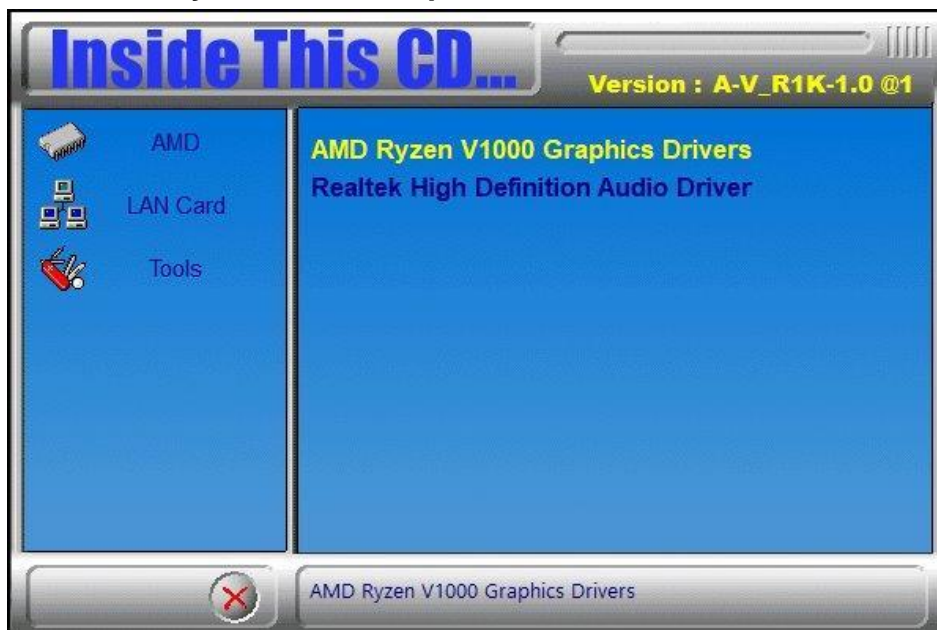 Inside This CD...
Version : A-V_R1K-1.0 @1
AMD
LAN Card
Tools
AMD Ryzen V1000 Graphics Drivers
Realtek High Definition Audio Driver
AMD Ryzen V1000 Graphics Drivers